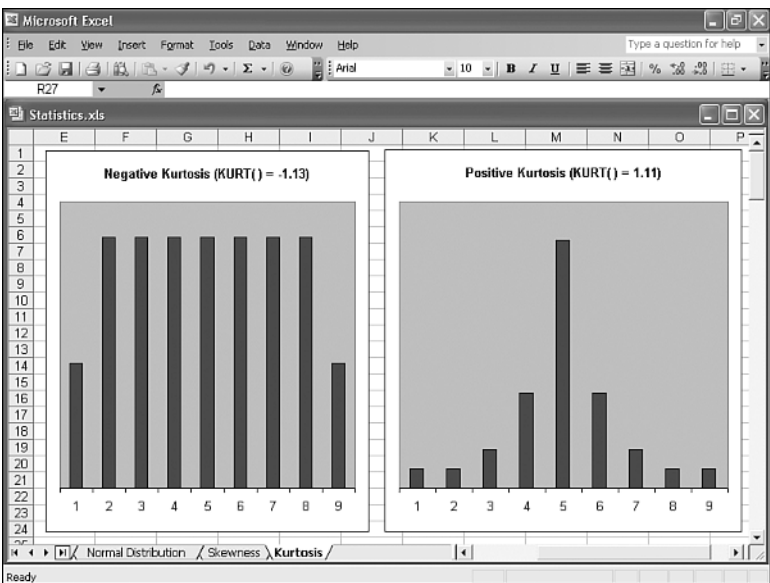 Microsoft Excel
File Edit View Insert Format Tools Data Window Help
Type a question for help
Arial 10 B I U %
R27 fx
Statistics.xls
E F G H I J K L M N O P
1
2
3
4
5
6
7
8
9
10
11
12
13
14
15
16
17
18
19
20
21
22
23
24
Negative Kurtosis (KURT( ) = -1.13)
1 2 3 4 5 6 7 8 9
Positive Kurtosis (KURT( ) = 1.11)
1 2 3 4 5 6 7 8 9
Normal Distribution Skewness Kurtosis
Ready